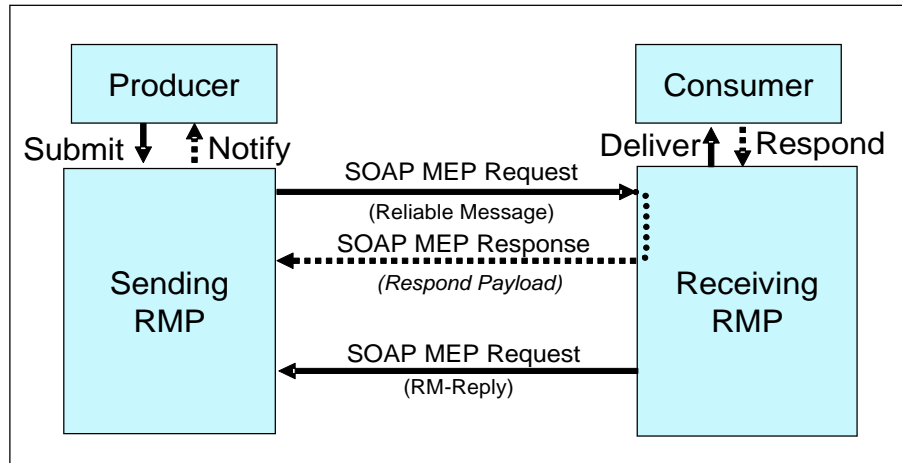 Producer
Consumer
Submit
Notify
Deliver
Respond
SOAP MEP Request
(Reliable Message)
SOAP MEP Response
(Respond Payload)
Sending
RMP
Receiving
RMP
SOAP MEP Request
(RM-Reply)